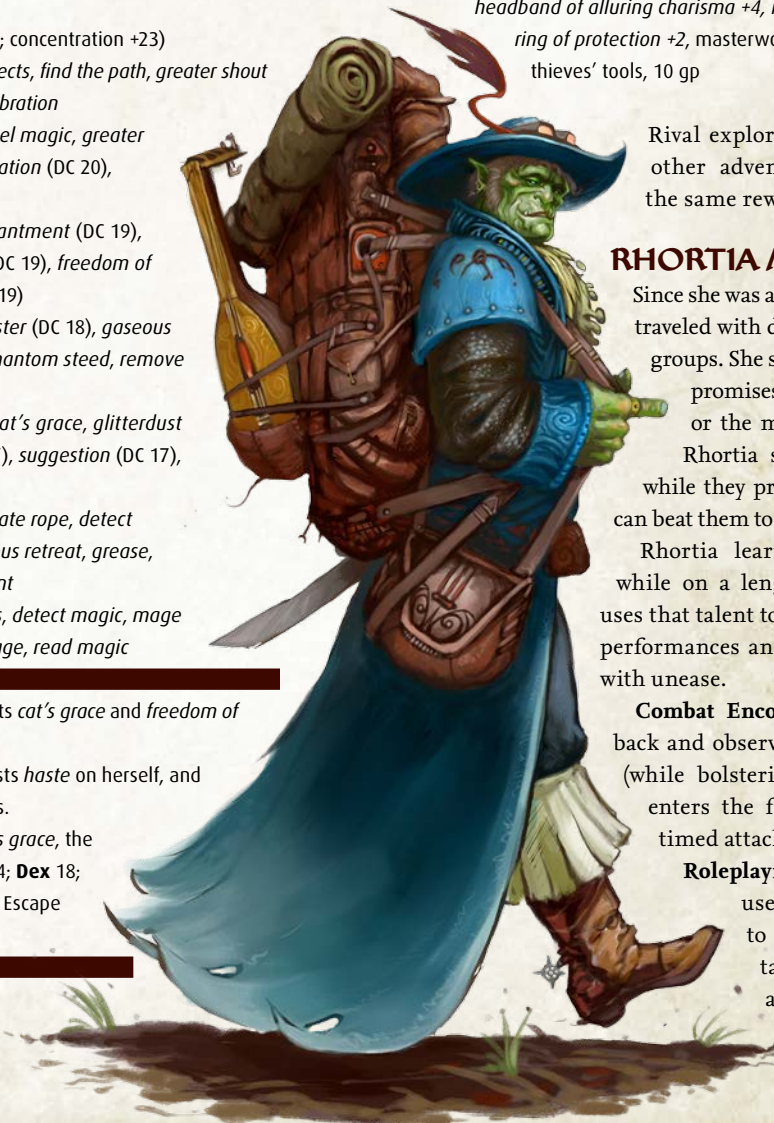 ; concentration +23)
ects, find the path, greater shout
bration
el magic, greater
ation (DC 20),
antment (DC 19),
DC 19), freedom of
19)
ster (DC 18), gaseous
hantom steed, remove
at's grace, glitterdust
), suggestion (DC 17),
ate rope, detect
us retreat, grease,
nt
s, detect magic, mage
ge, read magic
ts cat's grace and freedom of
sts haste on herself, and
s.
s grace, the
4; Dex 18;
Escape
headband of alluring charisma +4,
ring of protection +2, masterwo
thieves' tools, 10 gp
Rival explor
other adven
the same rew
RHORTIA
Since she was a
traveled with d
groups. She s
promises
or the m
Rhortia s
while they pr
can beat them to
Rhortia lear
while on a len
uses that talent to
performances an
with unease.
Combat Enco
back and observ
(while bolsteri
enters the f
timed attacl
Roleplayi
use
to
ta
a